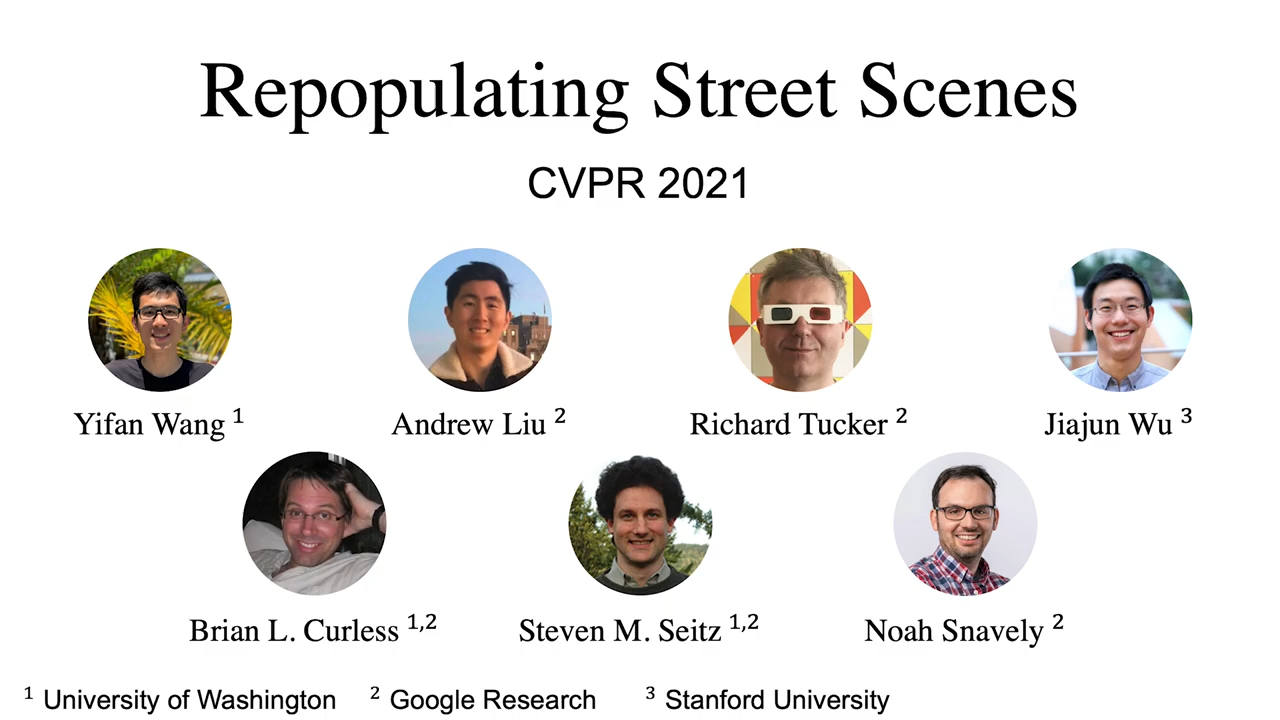 Repopulating Street Scenes
CVPR 2021
Yifan Wang 1 Andrew Liu 2 Richard Tucker 2 Jiajun Wu 3
Brian L. Curless 1,2 Steven M. Seitz 1,2 Noah Snavely 2
1 University of Washington 2 Google Research 3 Stanford University